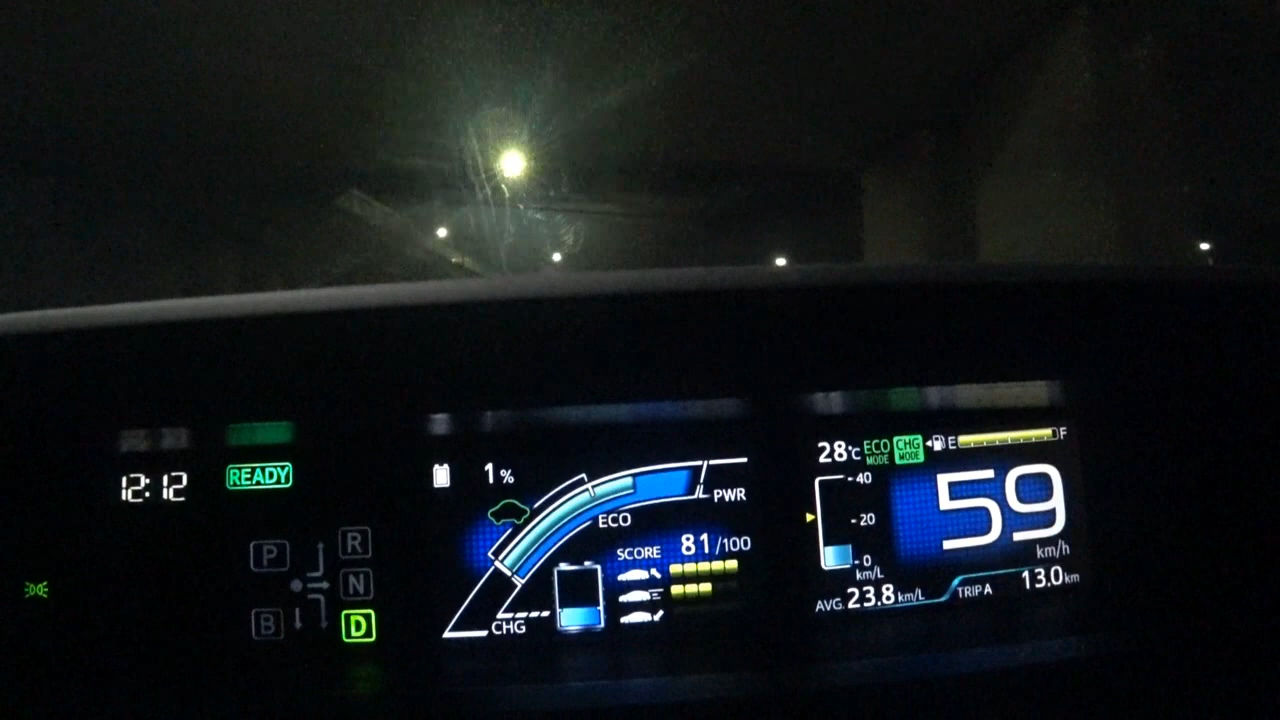 12:12
READY
P
R
N
B
D
1 %
PWR
ECO
SCORE 81/100
CHG
28°C
ECO MODE
CHG MODE
E
F
40
20
0
km/L
59
km/h
AVG. 23.8 km/L
TRIP A
13.0 km